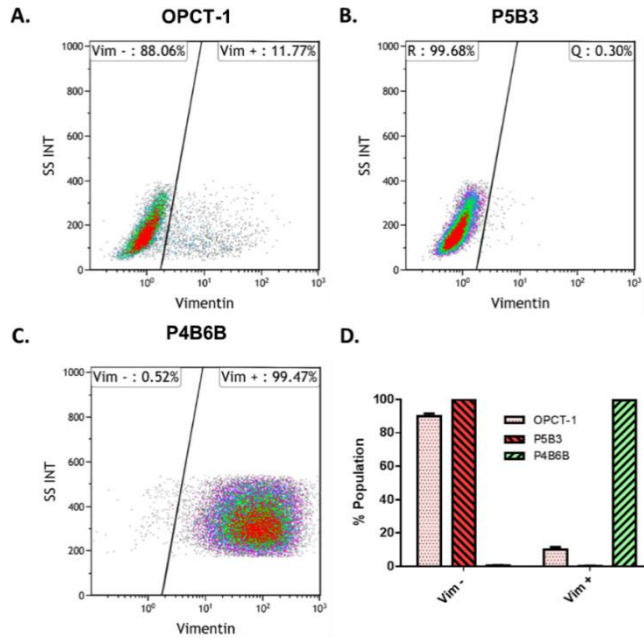 A. OPCT-1
Vim - : 88.06% Vim + : 11.77%
1000
800
600
400
200
0
SS INT
10⁰ 10¹ 10² 10³
Vimentin
B. P5B3
R : 99.68% Q : 0.30%
1000
800
600
400
200
0
SS INT
10⁰ 10¹ 10² 10³
Vimentin
C. P4B6B
Vim - : 0.52% Vim + : 99.47%
1000
800
600
400
200
0
SS INT
10⁰ 10¹ 10² 10³
Vimentin
D.
100
80
60
40
20
0
% Population
OPCT-1
P5B3
P4B6B
Vim - Vim +